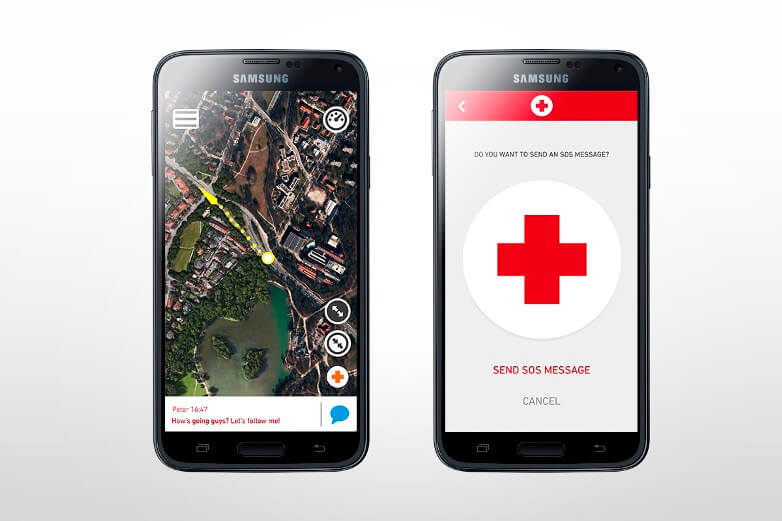 SAMSUNG
Peter 16:47
How's going guys? Let's follow me!
SAMSUNG
DO YOU WANT TO SEND AN SOS MESSAGE?
SEND SOS MESSAGE
CANCEL